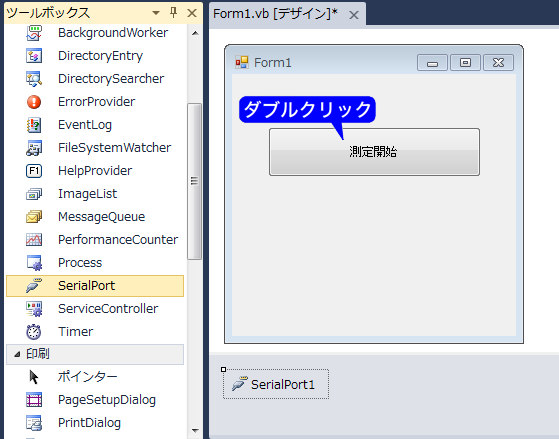 ツールボックス
BackgroundWorker
DirectoryEntry
DirectorySearcher
ErrorProvider
EventLog
FileSystemWatcher
F1 HelpProvider
ImageList
MessageQueue
PerformanceCounter
Process
SerialPort
ServiceController
Timer
印刷
ポインター
PageSetupDialog
PrintDialog
Form1.vb [デザイン]*
Form1
ダブルクリック
測定開始
SerialPort1